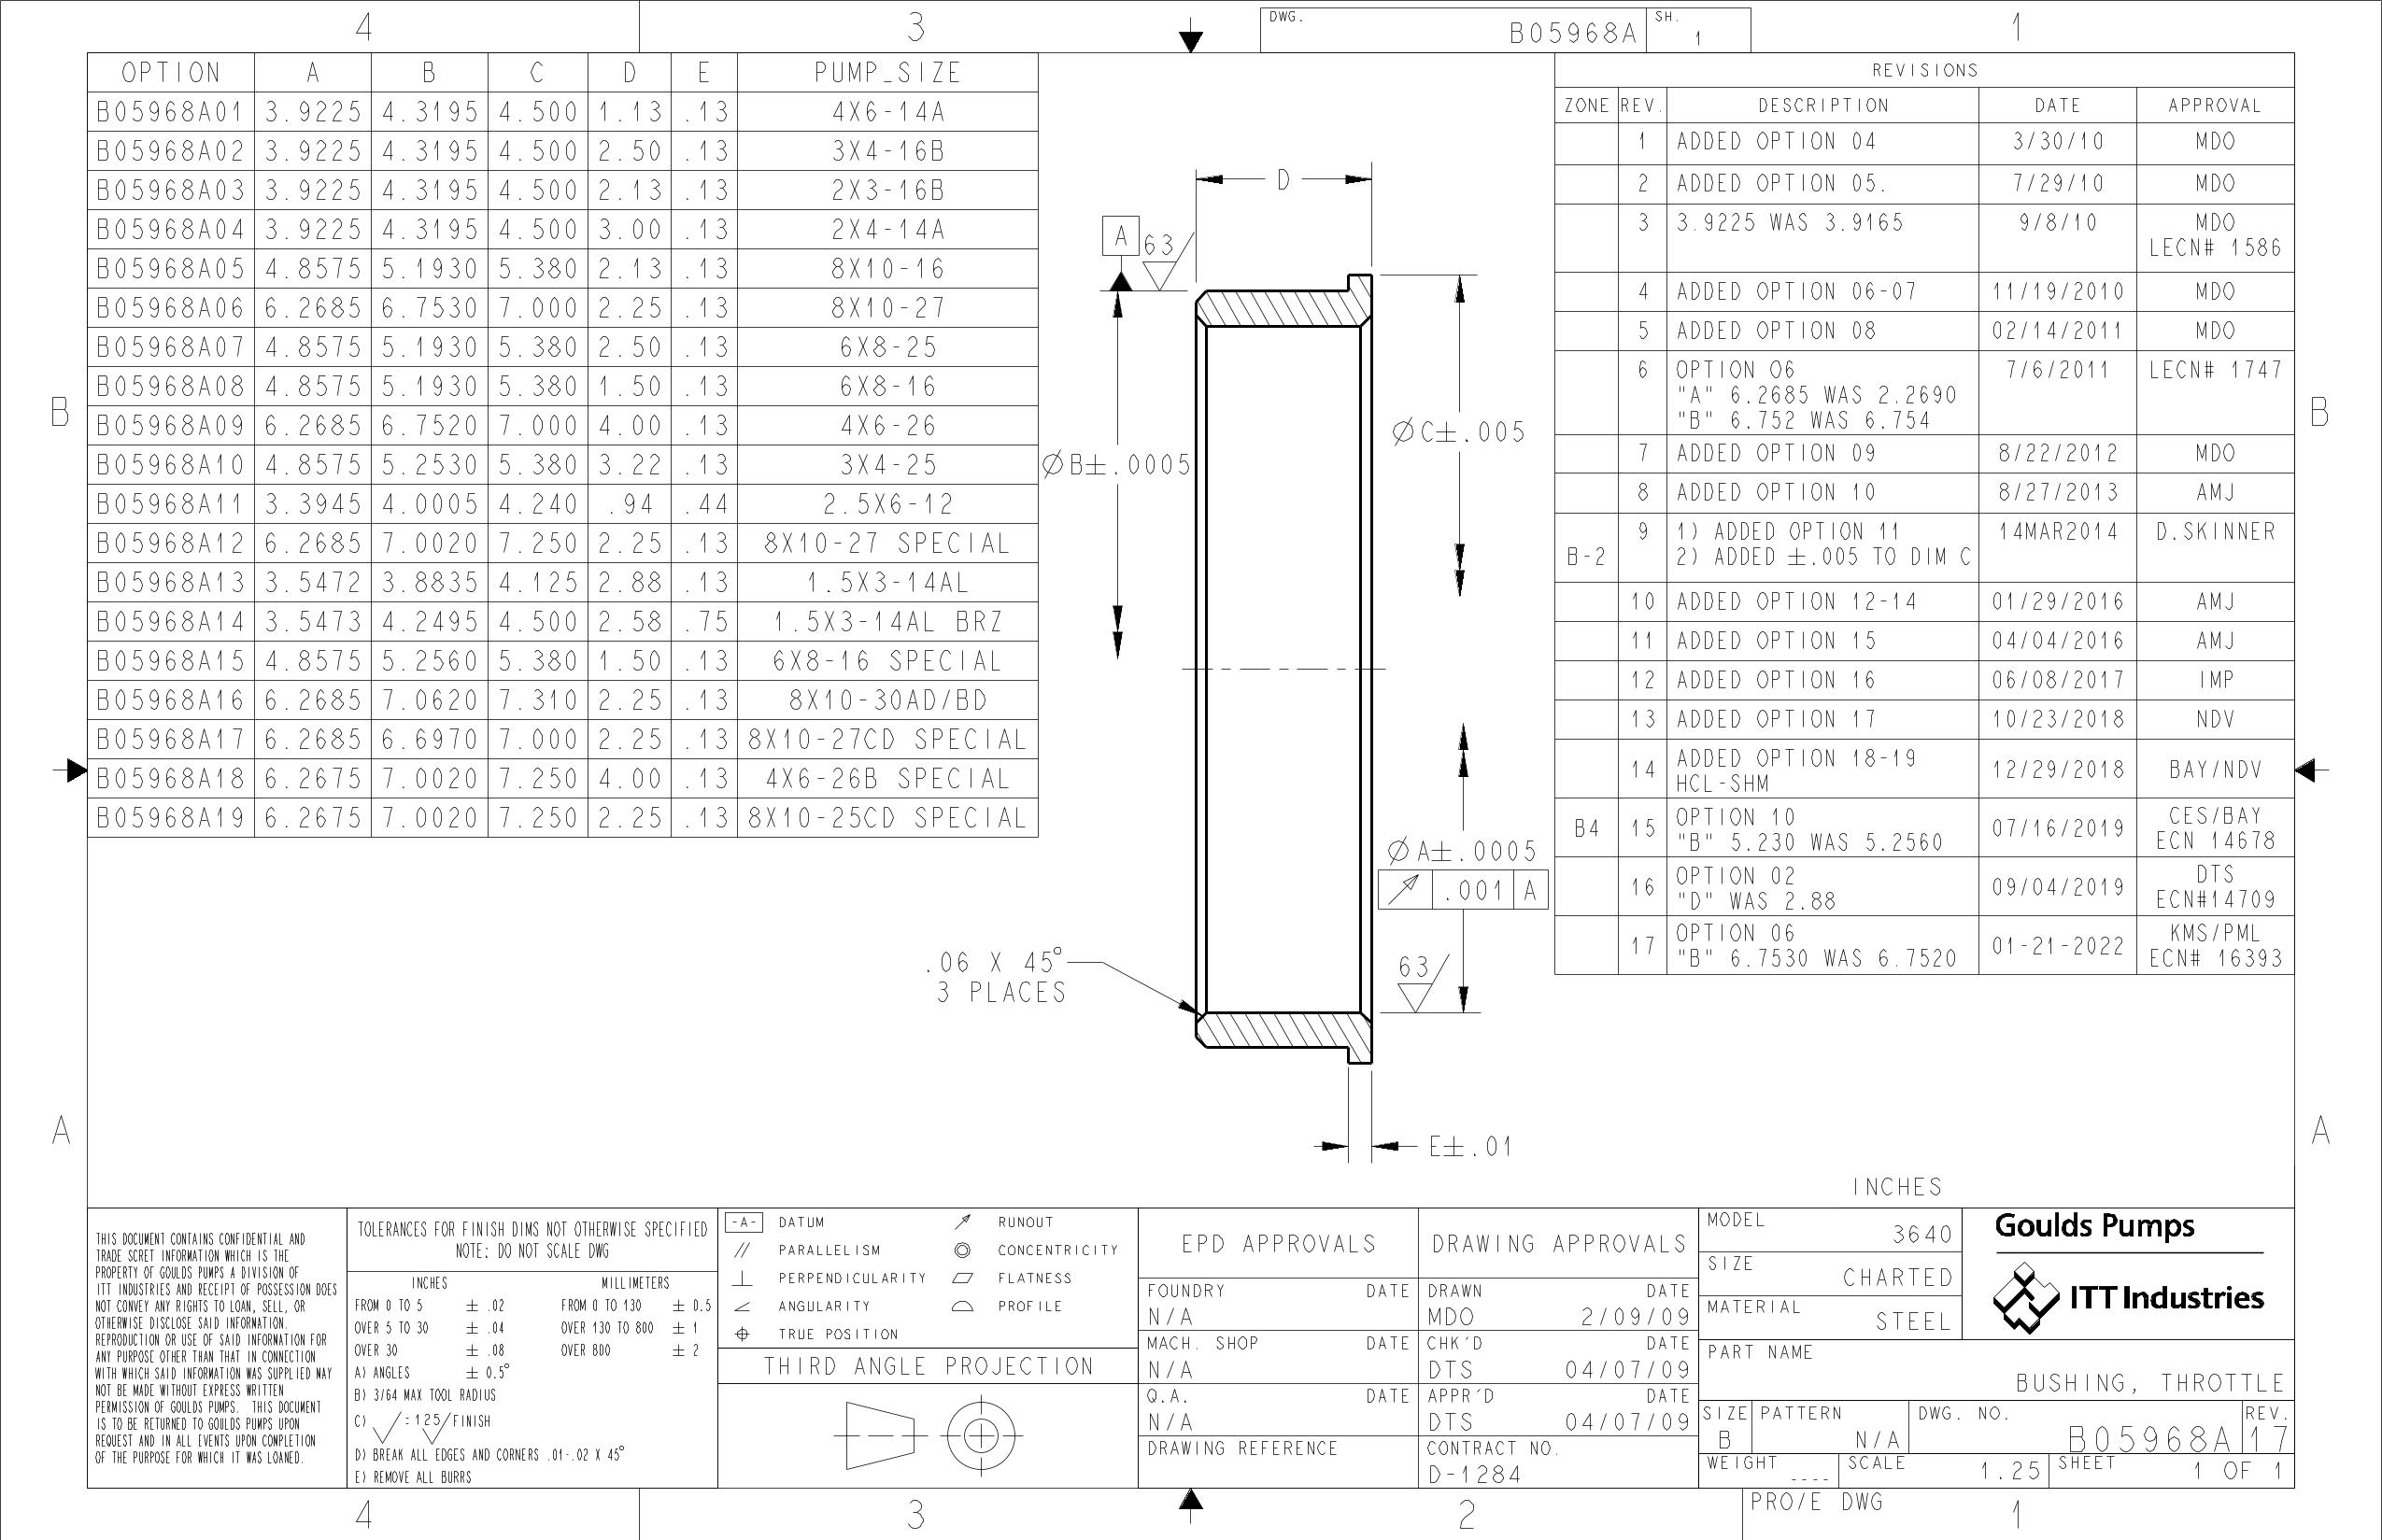 4
3
DWG.
B05968A
SH.
1
1
OPTION A B C D E PUMP_SIZE
B05968A01 3.9225 4.3195 4.500 1.13 .13 4X6-14A
B05968A02 3.9225 4.3195 4.500 2.50 .13 3X4-16B
B05968A03 3.9225 4.3195 4.500 2.13 .13 2X3-16B
B05968A04 3.9225 4.3195 4.500 3.00 .13 2X4-14A
B05968A05 4.8575 5.1930 5.380 2.13 .13 8X10-16
B05968A06 6.2685 6.7530 7.000 2.25 .13 8X10-27
B05968A07 4.8575 5.1930 5.380 2.50 .13 6X8-25
B05968A08 4.8575 5.1930 5.380 1.50 .13 6X8-16
B05968A09 6.2685 6.7520 7.000 4.00 .13 4X6-26
B05968A10 4.8575 5.2530 5.380 3.22 .13 3X4-25
B05968A11 3.3945 4.0005 4.240 .94 .44 2.5X6-12
B05968A12 6.2685 7.0020 7.250 2.25 .13 8X10-27 SPECIAL
B05968A13 3.5472 3.8835 4.125 2.88 .13 1.5X3-14AL
B05968A14 3.5473 4.2495 4.500 2.58 .75 1.5X3-14AL BRZ
B05968A15 4.8575 5.2560 5.380 1.50 .13 6X8-16 SPECIAL
B05968A16 6.2685 7.0620 7.310 2.25 .13 8X10-30AD/BD
B05968A17 6.2685 6.6970 7.000 2.25 .13 8X10-27CD SPECIAL
B05968A18 6.2675 7.0020 7.250 4.00 .13 4X6-26B SPECIAL
B05968A19 6.2675 7.0020 7.250 2.25 .13 8X10-25CD SPECIAL
D
A
63
ØB±.0005
ØC±.005
ØA±.0005
.001 A
63
.06 X 45°
3 PLACES
E±.01
REVISIONS
ZONE REV. DESCRIPTION DATE APPROVAL
1 ADDED OPTION 04 3/30/10 MDO
2 ADDED OPTION 05. 7/29/10 MDO
3 3.9225 WAS 3.9165 9/8/10 MDO
LECN# 1586
4 ADDED OPTION 06-07 11/19/2010 MDO
5 ADDED OPTION 08 02/14/2011 MDO
6 OPTION 06 7/6/2011 LECN# 1747
"A" 6.2685 WAS 2.2690
"B" 6.752 WAS 6.754
7 ADDED OPTION 09 8/22/2012 MDO
8 ADDED OPTION 10 8/27/2013 AMJ
9 1) ADDED OPTION 11 14MAR2014 D.SKINNER
B-2 2) ADDED ±.005 TO DIM C
10 ADDED OPTION 12-14 01/29/2016 AMJ
11 ADDED OPTION 15 04/04/2016 AMJ
12 ADDED OPTION 16 06/08/2017 IMP
13 ADDED OPTION 17 10/23/2018 NDV
14 ADDED OPTION 18-19 12/29/2018 BAY/NDV
HCL-SHM
B4 15 OPTION 10 07/16/2019 CES/BAY
"B" 5.230 WAS 5.2560 ECN 14678
16 OPTION 02 09/04/2019 DTS
"D" WAS 2.88 ECN#14709
17 OPTION 06 01-21-2022 KMS/PML
"B" 6.7530 WAS 6.7520 ECN# 16393
B
B
A
A
INCHES
THIS DOCUMENT CONTAINS CONFIDENTIAL AND
TRADE SCRET INFORMATION WHICH IS THE
PROPERTY OF GOULDS PUMPS A DIVISION OF
ITT INDUSTRIES AND RECEIPT OF POSSESSION DOES
NOT CONVEY ANY RIGHTS TO LOAN, SELL, OR
OTHERWISE DISCLOSE SAID INFORMATION.
REPRODUCTION OR USE OF SAID INFORMATION FOR
ANY PURPOSE OTHER THAN THAT IN CONNECTION
WITH WHICH SAID INFORMATION WAS SUPPLIED MAY
NOT BE MADE WITHOUT EXPRESS WRITTEN
PERMISSION OF GOULDS PUMPS. THIS DOCUMENT
IS TO BE RETURNED TO GOULDS PUMPS UPON
REQUEST AND IN ALL EVENTS UPON COMPLETION
OF THE PURPOSE FOR WHICH IT WAS LOANED.
TOLERANCES FOR FINISH DIMS NOT OTHERWISE SPECIFIED
NOTE: DO NOT SCALE DWG
INCHES MILLIMETERS
FROM 0 TO 5 ± .02 FROM 0 TO 130 ± 0.5
OVER 5 TO 30 ± .04 OVER 130 TO 800 ± 1
OVER 30 ± .08 OVER 800 ± 2
A) ANGLES ± 0.5°
B) 3/64 MAX TOOL RADIUS
C) =125 FINISH
D) BREAK ALL EDGES AND CORNERS .01-.02 X 45°
E) REMOVE ALL BURRS
-A- DATUM RUNOUT
PARALLELISM CONCENTRICITY
PERPENDICULARITY FLATNESS
ANGULARITY PROFILE
TRUE POSITION
THIRD ANGLE PROJECTION
EPD APPROVALS
FOUNDRY DATE
N/A
MACH. SHOP DATE
N/A
Q.A. DATE
N/A
DRAWING REFERENCE
DRAWING APPROVALS
DRAWN DATE
MDO 2/09/09
CHK'D DATE
DTS 04/07/09
APPR'D DATE
DTS 04/07/09
CONTRACT NO.
D-1284
MODEL
3640
SIZE
CHARTED
MATERIAL
STEEL
Goulds Pumps
ITT Industries
PART NAME
BUSHING, THROTTLE
SIZE PATTERN DWG. NO. REV.
B N/A B05968A 17
WEIGHT SCALE SHEET
---- 1.25 1 OF 1
PRO/E DWG
4
3
2
1